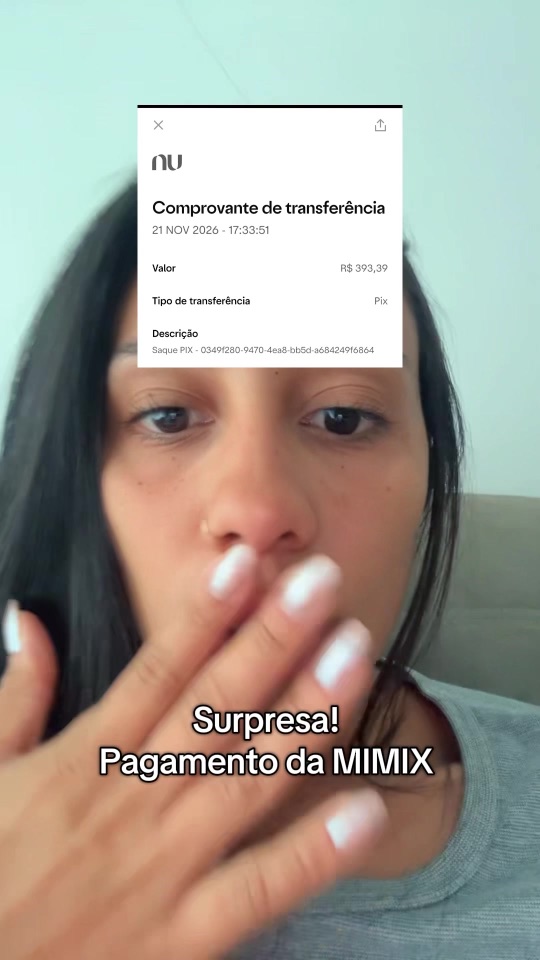 nu
Comprovante de transferência
21 NOV 2026 - 17:33:51
Valor R$ 393,39
Tipo de transferência Pix
Descrição
Saque PIX - 0349f280-9470-4ea8-bb5d-a684249f6864
Surpresa!
Pagamento da MIMIX